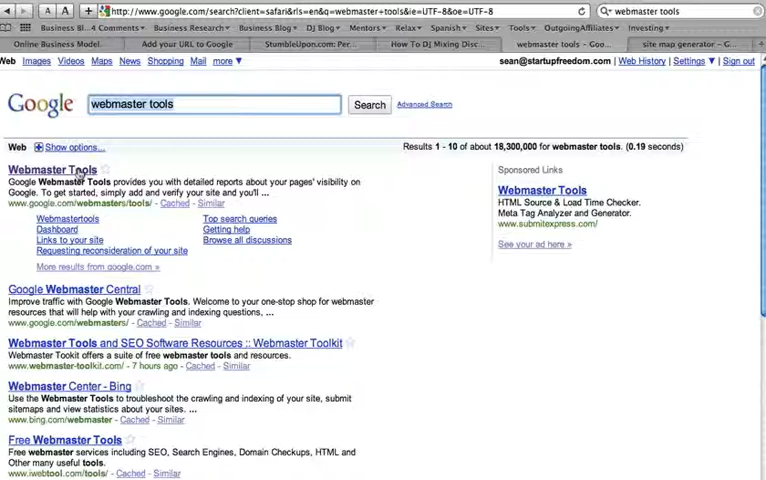 http://www.google.com/search?client=safari&rls=en&q=webmaster+tools&ie=UTF-8&oe=UTF-8
webmaster tools
Business Bl... 4 Comments Business Research Business Blog DJ Blog Mentors Relax Spanish Sites Tools OutgoingAffiliates Investing
Online Business Model. Add your URL to Google StumbleUpon.com: Per... How To DJ Mixing Disc... webmaster tools - Goo... site map generator - G...
Web Images Videos Maps News Shopping Mail more ▼ sean@startupfreedom.com | Web History | Settings ▼ | Sign out
Google webmaster tools Search Advanced Search
Web Show options... Results 1 - 10 of about 18,300,000 for webmaster tools. (0.19 seconds)
Webmaster Tools
Google Webmaster Tools provides you with detailed reports about your pages' visibility on
Google. To get started, simply add and verify your site and you'll ...
www.google.com/webmasters/tools/ - Cached - Similar
Webmastertools Top search queries
Dashboard Getting help
Links to your site Browse all discussions
Requesting reconsideration of your site
More results from google.com »
Sponsored Links
Webmaster Tools
HTML Source & Load Time Checker.
Meta Tag Analyzer and Generator.
www.submitexpress.com/
See your ad here »
Google Webmaster Central
Improve traffic with Google Webmaster Tools. Welcome to your one-stop shop for webmaster
resources that will help with your crawling and indexing questions, ...
www.google.com/webmasters/ - Cached - Similar
Webmaster Tools and SEO Software Resources :: Webmaster Toolkit
Webmaster Tookit offers a suite of free webmaster tools and resources.
www.webmaster-toolkit.com/ - 7 hours ago - Cached - Similar
Webmaster Center - Bing
Use the Webmaster Tools to troubleshoot the crawling and indexing of your site, submit
sitemaps and view statistics about your sites. ...
www.bing.com/webmaster - Cached - Similar
Free Webmaster Tools
Free webmaster services including SEO, Search Engines, Domain Checkups, HTML and
Other many useful tools.
www.iwebtool.com/tools/ - Cached - Similar